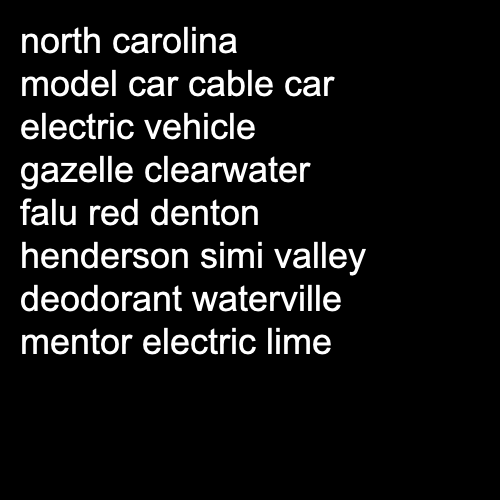 north carolina
model car cable car
electric vehicle
gazelle clearwater
falu red denton
henderson simi valley
deodorant waterville
mentor electric lime